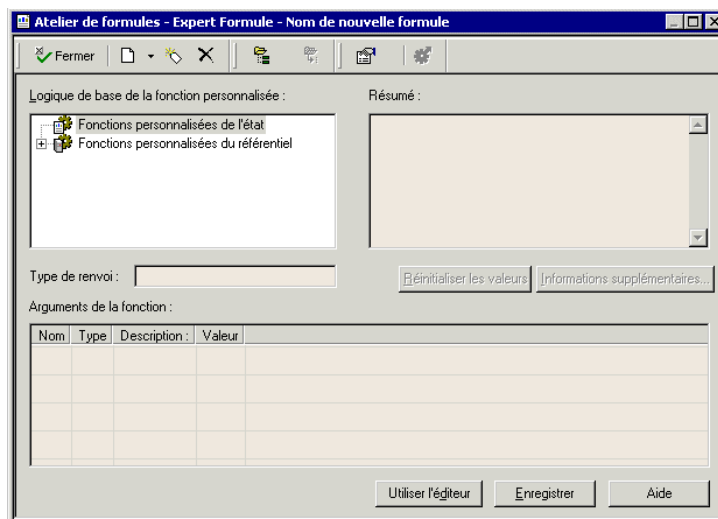 Atelier de formules - Expert Formule - Nom de nouvelle formule
Fermer
Logique de base de la fonction personnalisée :
Résumé :
Fonctions personnalisées de l'état
Fonctions personnalisées du référentiel
Type de renvoi :
Réinitialiser les valeurs
Informations supplémentaires...
Arguments de la fonction :
Nom Type Description : Valeur
Utiliser l'éditeur Enregistrer Aide